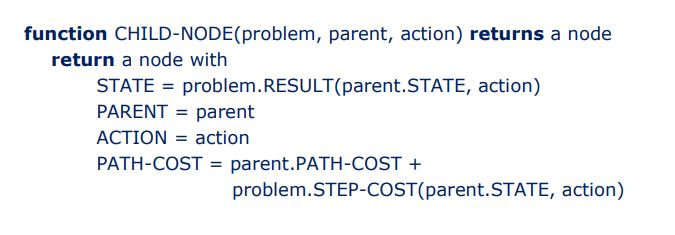 function CHILD-NODE(problem, parent, action) returns a node
return a node with
STATE = problem.RESULT(parent.STATE, action)
PARENT = parent
ACTION = action
PATH-COST = parent.PATH-COST +
problem.STEP-COST(parent.STATE, action)